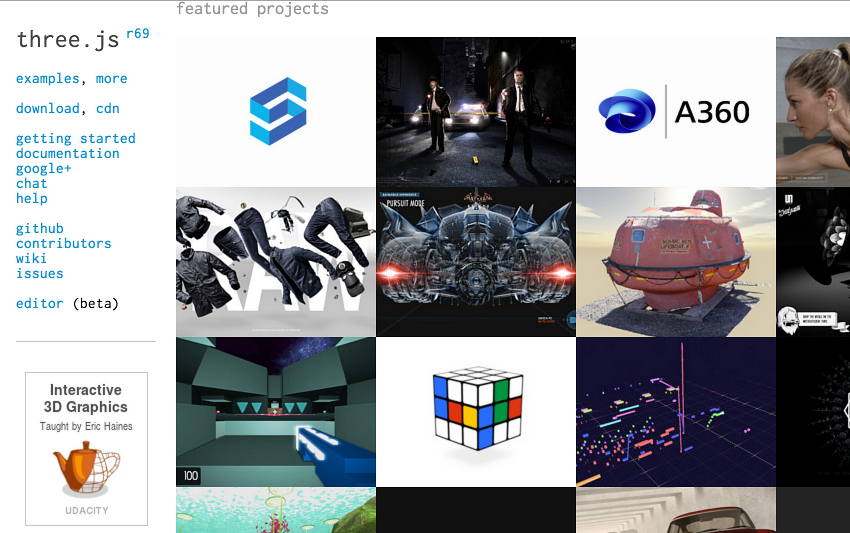 featured projects
three.js r69
examples, more
download, cdn
getting started
documentation
google+
chat
help
github
contributors
wiki
issues
editor (beta)
Interactive
3D Graphics
Taught by Eric Haines
UDACITY
A360
PURSUIT MODE
RAW
100